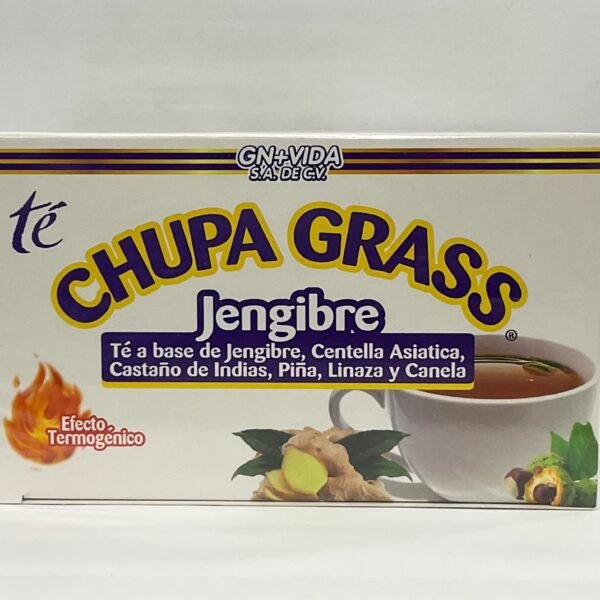 GN+VIDA
S.A. DE C.V.
té
CHUPA GRASS
Jengibre
®
Té a base de Jengibre, Centella Asiatica,
Castaño de Indias, Piña, Linaza y Canela
Efecto
Termogénico